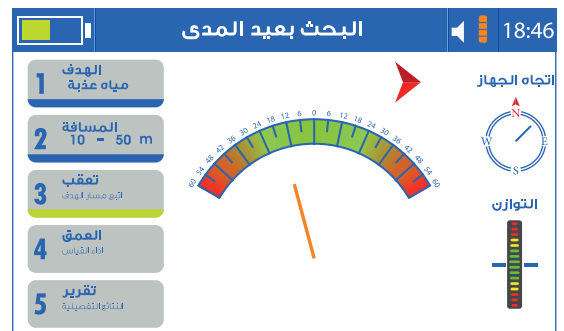 البحث بعيد المدى
18:46
1
الهدف
مياه عذبة
2
المسافة
10 - 50 m
3
تعقب
اتبع مسار الهدف
4
العمق
اداء القياس
5
تقرير
النتائج التفصيلية
60 54 48 42 36 30 24 18 12 6 0 6 12 18 24 30 36 42 48 54 60
اتجاه الجهاز
N
W E
S
التوازن